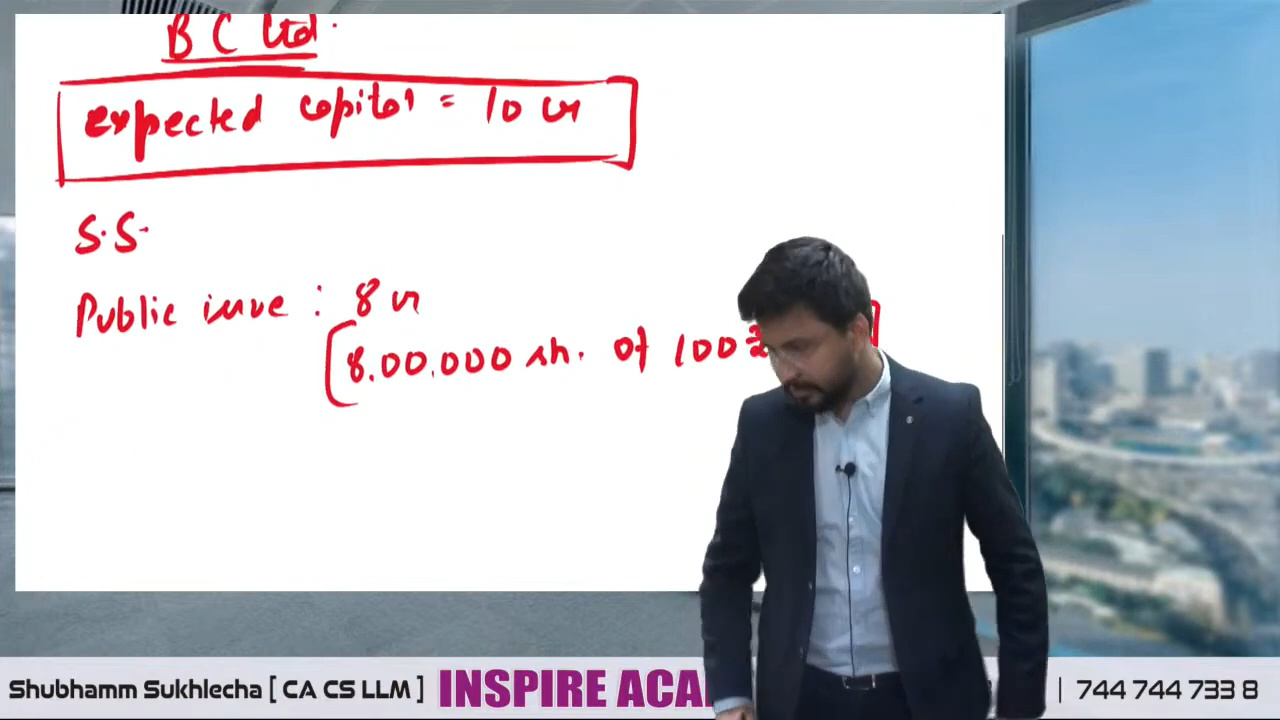 B C Ltd.
expected capital = 10 cr
S.S.
Public issue : 8 cr
[8,00,000 sh. of 100
Shubhamm Sukhlecha [ CA CS LLM ] INSPIRE ACA | 744 744 733 8